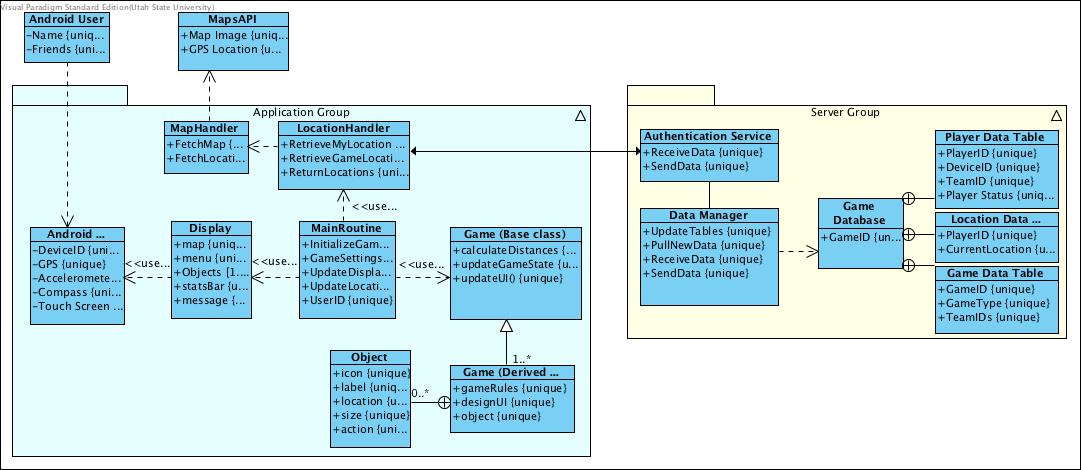 Visual Paradigm Standard Edition(Utah State University)
Android User
-Name {uniq...
-Friends {uni...
MapsAPI
+Map Image {uniq...
+GPS Location {u...
Application Group
MapHandler
+FetchMap {...
+FetchLocati...
LocationHandler
+RetrieveMyLocation ...
+RetrieveGameLocati...
+ReturnLocations {uni...
<<use...
Android ...
-DeviceID {uni...
-GPS {unique}
-Acceleromete...
-Compass {uni...
-Touch Screen ...
<<use...
Display
+map {uniq...
+menu {uni...
+Objects [1...
+statsBar {u...
+message {...
<<use...
MainRoutine
+InitializeGam...
+GameSettings...
+UpdateDispla...
+UpdateLocati...
+UserID {unique}
<<use...
Game (Base class)
+calculateDistances {...
+updateGameState {u...
+updateUI() {unique}
1..*
Object
+icon {unique}
+label {uniq...
+location {u...
+size {unique}
+action {uni...
0..*
Game (Derived ...
+gameRules {unique}
+designUI {unique}
+object {unique}
Server Group
Authentication Service
+ReceiveData {unique}
+SendData {unique}
Data Manager
+UpdateTables {unique}
+PullNewData {unique}
+ReceiveData {unique}
+SendData {unique}
Game
Database
+GameID {un...
Player Data Table
+PlayerID {unique}
+DeviceID {unique}
+TeamID {unique}
+Player Status {uniq...
Location Data ...
+PlayerID {unique}
+CurrentLocation {u...
Game Data Table
+GameID {unique}
+GameType {unique}
+TeamIDs {unique}